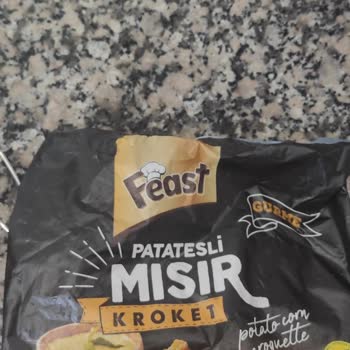 Feast
GURME
PATATESLİ
MISIR
KROKET
potato corn
croquette